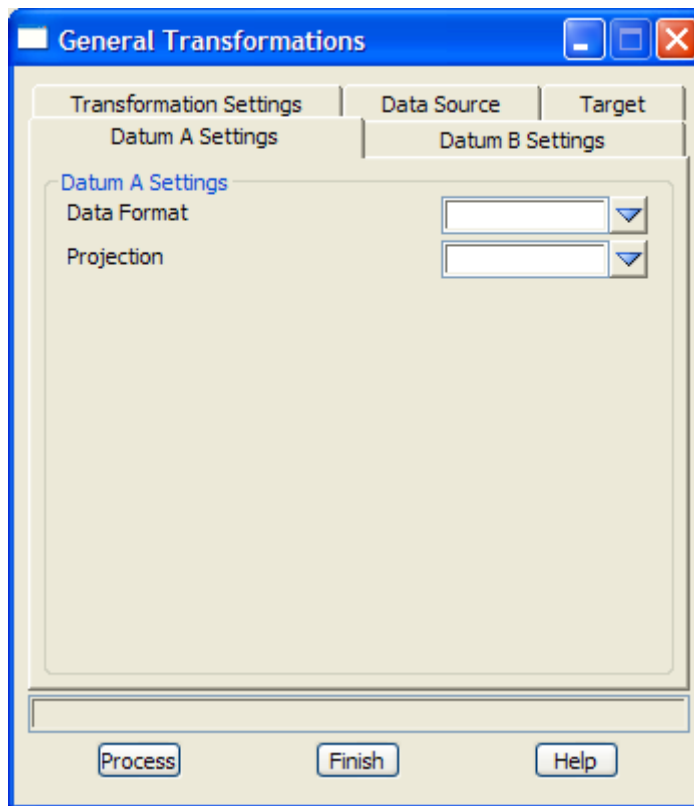 General Transformations
Transformation Settings Data Source Target
Datum A Settings Datum B Settings
Datum A Settings
Data Format
Projection
Process Finish Help